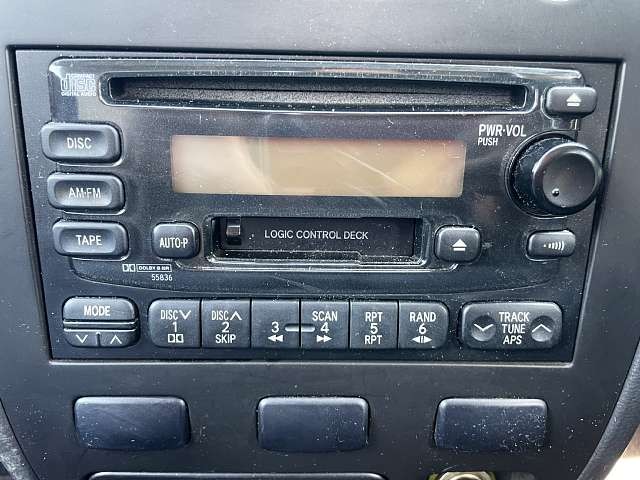 COMPACT
disc
DIGITAL AUDIO
PWR·VOL
PUSH
DISC
AM·FM
TAPE
AUTO·P
LOGIC CONTROL DECK
DOLBY B NR
55836
MODE
DISC DISC SCAN RPT RAND
1 2 3 4 5 6
SKIP RPT
TRACK
TUNE
APS